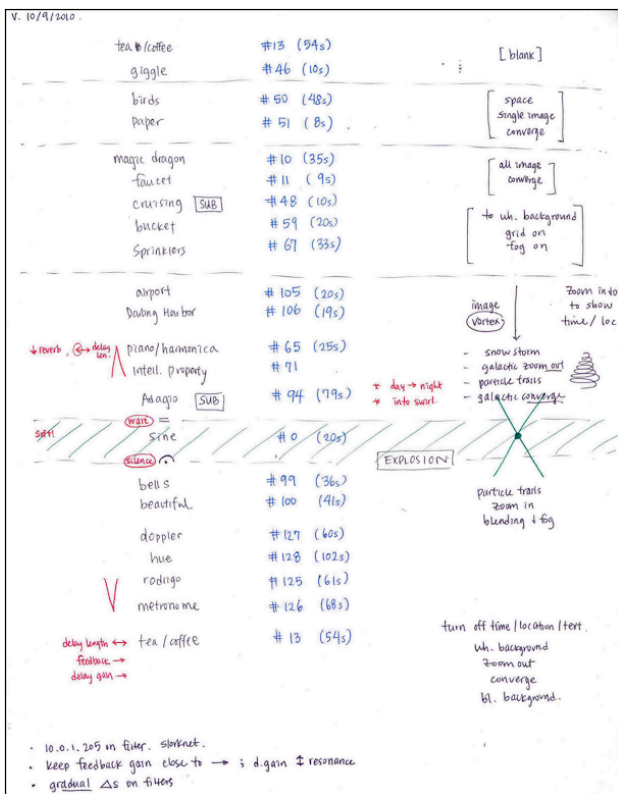 V. 10/9/2010.
tea /coffee #13 (54s) [blank]
giggle #46 (10s)
birds #50 (48s) space
paper #51 (8s) single image
converge
magic dragon #10 (35s) all image
faucet #11 (9s) converge
cruising SUB #48 (10s)
bucket #59 (20s) to wh. background
grid on
Sprinklers #67 (33s) fog on
airport #105 (20s) zoom in to
Darling Harbor #106 (19s) image to show
vortex time / loc
↓ reverb, ↔ delay len. piano/harmonica #65 (25s) - snow storm
Intell. Property #71 - galactic zoom out
- particle trails
Adagio SUB #94 (79s) * day → night - galactic converge
* into swirl
wait =
soft! sine #0 (20s)
silence EXPLOSION
bells #99 (36s)
beautiful #100 (41s) particle trails
zoom in
blending ↓ fog
doppler #127 (60s)
hue #128 (102s)
rodrigo #125 (61s)
metronome #126 (68s)
delay length ↔ tea /coffee #13 (54s) turn off time/location/text.
feedback → wh. background
delay gain → zoom out
converge
bl. background.
· 10.0.1.205 on filter. slorknet.
· keep feedback gain close to → ; d.gain ↕ resonance
· gradual Δs on filters